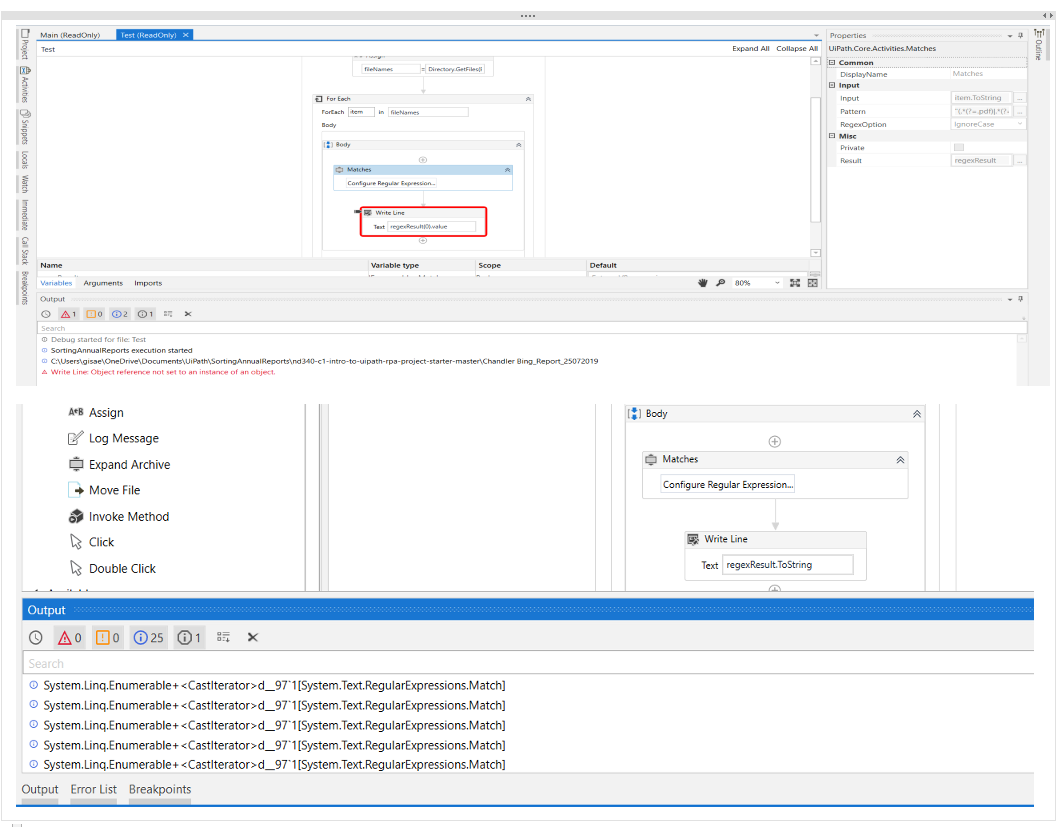 Main (ReadOnly) Test (ReadOnly)
Properties
Test
Expand All Collapse All
UiPath.Core.Activities.Matches
Common
DisplayName Matches
Input
Input item.ToString
RegexOption IgnoreCase
Misc
Private
Result regexResult
Project
Activities
Snippets
Locals
Watch
Immediate
Call Stack
Breakpoints
Outline
fileNames = Directory.GetFiles(I
For Each
ForEach item in fileNames
Body
Body
Matches
Configure Regular Expression...
Write Line
Text regexResult(0).value
Name Variable type Scope Default
Variables Arguments Imports
80%
Output
1 0 2 1
Search
Debug started for file: Test
SortingAnnualReports execution started
C:\Users\gisae\OneDrive\Documents\UiPath\SortingAnnualReports\nd340-c1-intro-to-uipath-rpa-project-starter-master\Chandler Bing_Report_25072019
Write Line: Object reference not set to an instance of an object.
A+B Assign
Log Message
Expand Archive
Move File
Invoke Method
Click
Double Click
Body
Matches
Configure Regular Expression...
Write Line
Text regexResult.ToString
Output
0 0 25 1
Search
System.Linq.Enumerable+<CastIterator>d__97`1[System.Text.RegularExpressions.Match]
System.Linq.Enumerable+<CastIterator>d__97`1[System.Text.RegularExpressions.Match]
System.Linq.Enumerable+<CastIterator>d__97`1[System.Text.RegularExpressions.Match]
System.Linq.Enumerable+<CastIterator>d__97`1[System.Text.RegularExpressions.Match]
System.Linq.Enumerable+<CastIterator>d__97`1[System.Text.RegularExpressions.Match]
Output Error List Breakpoints